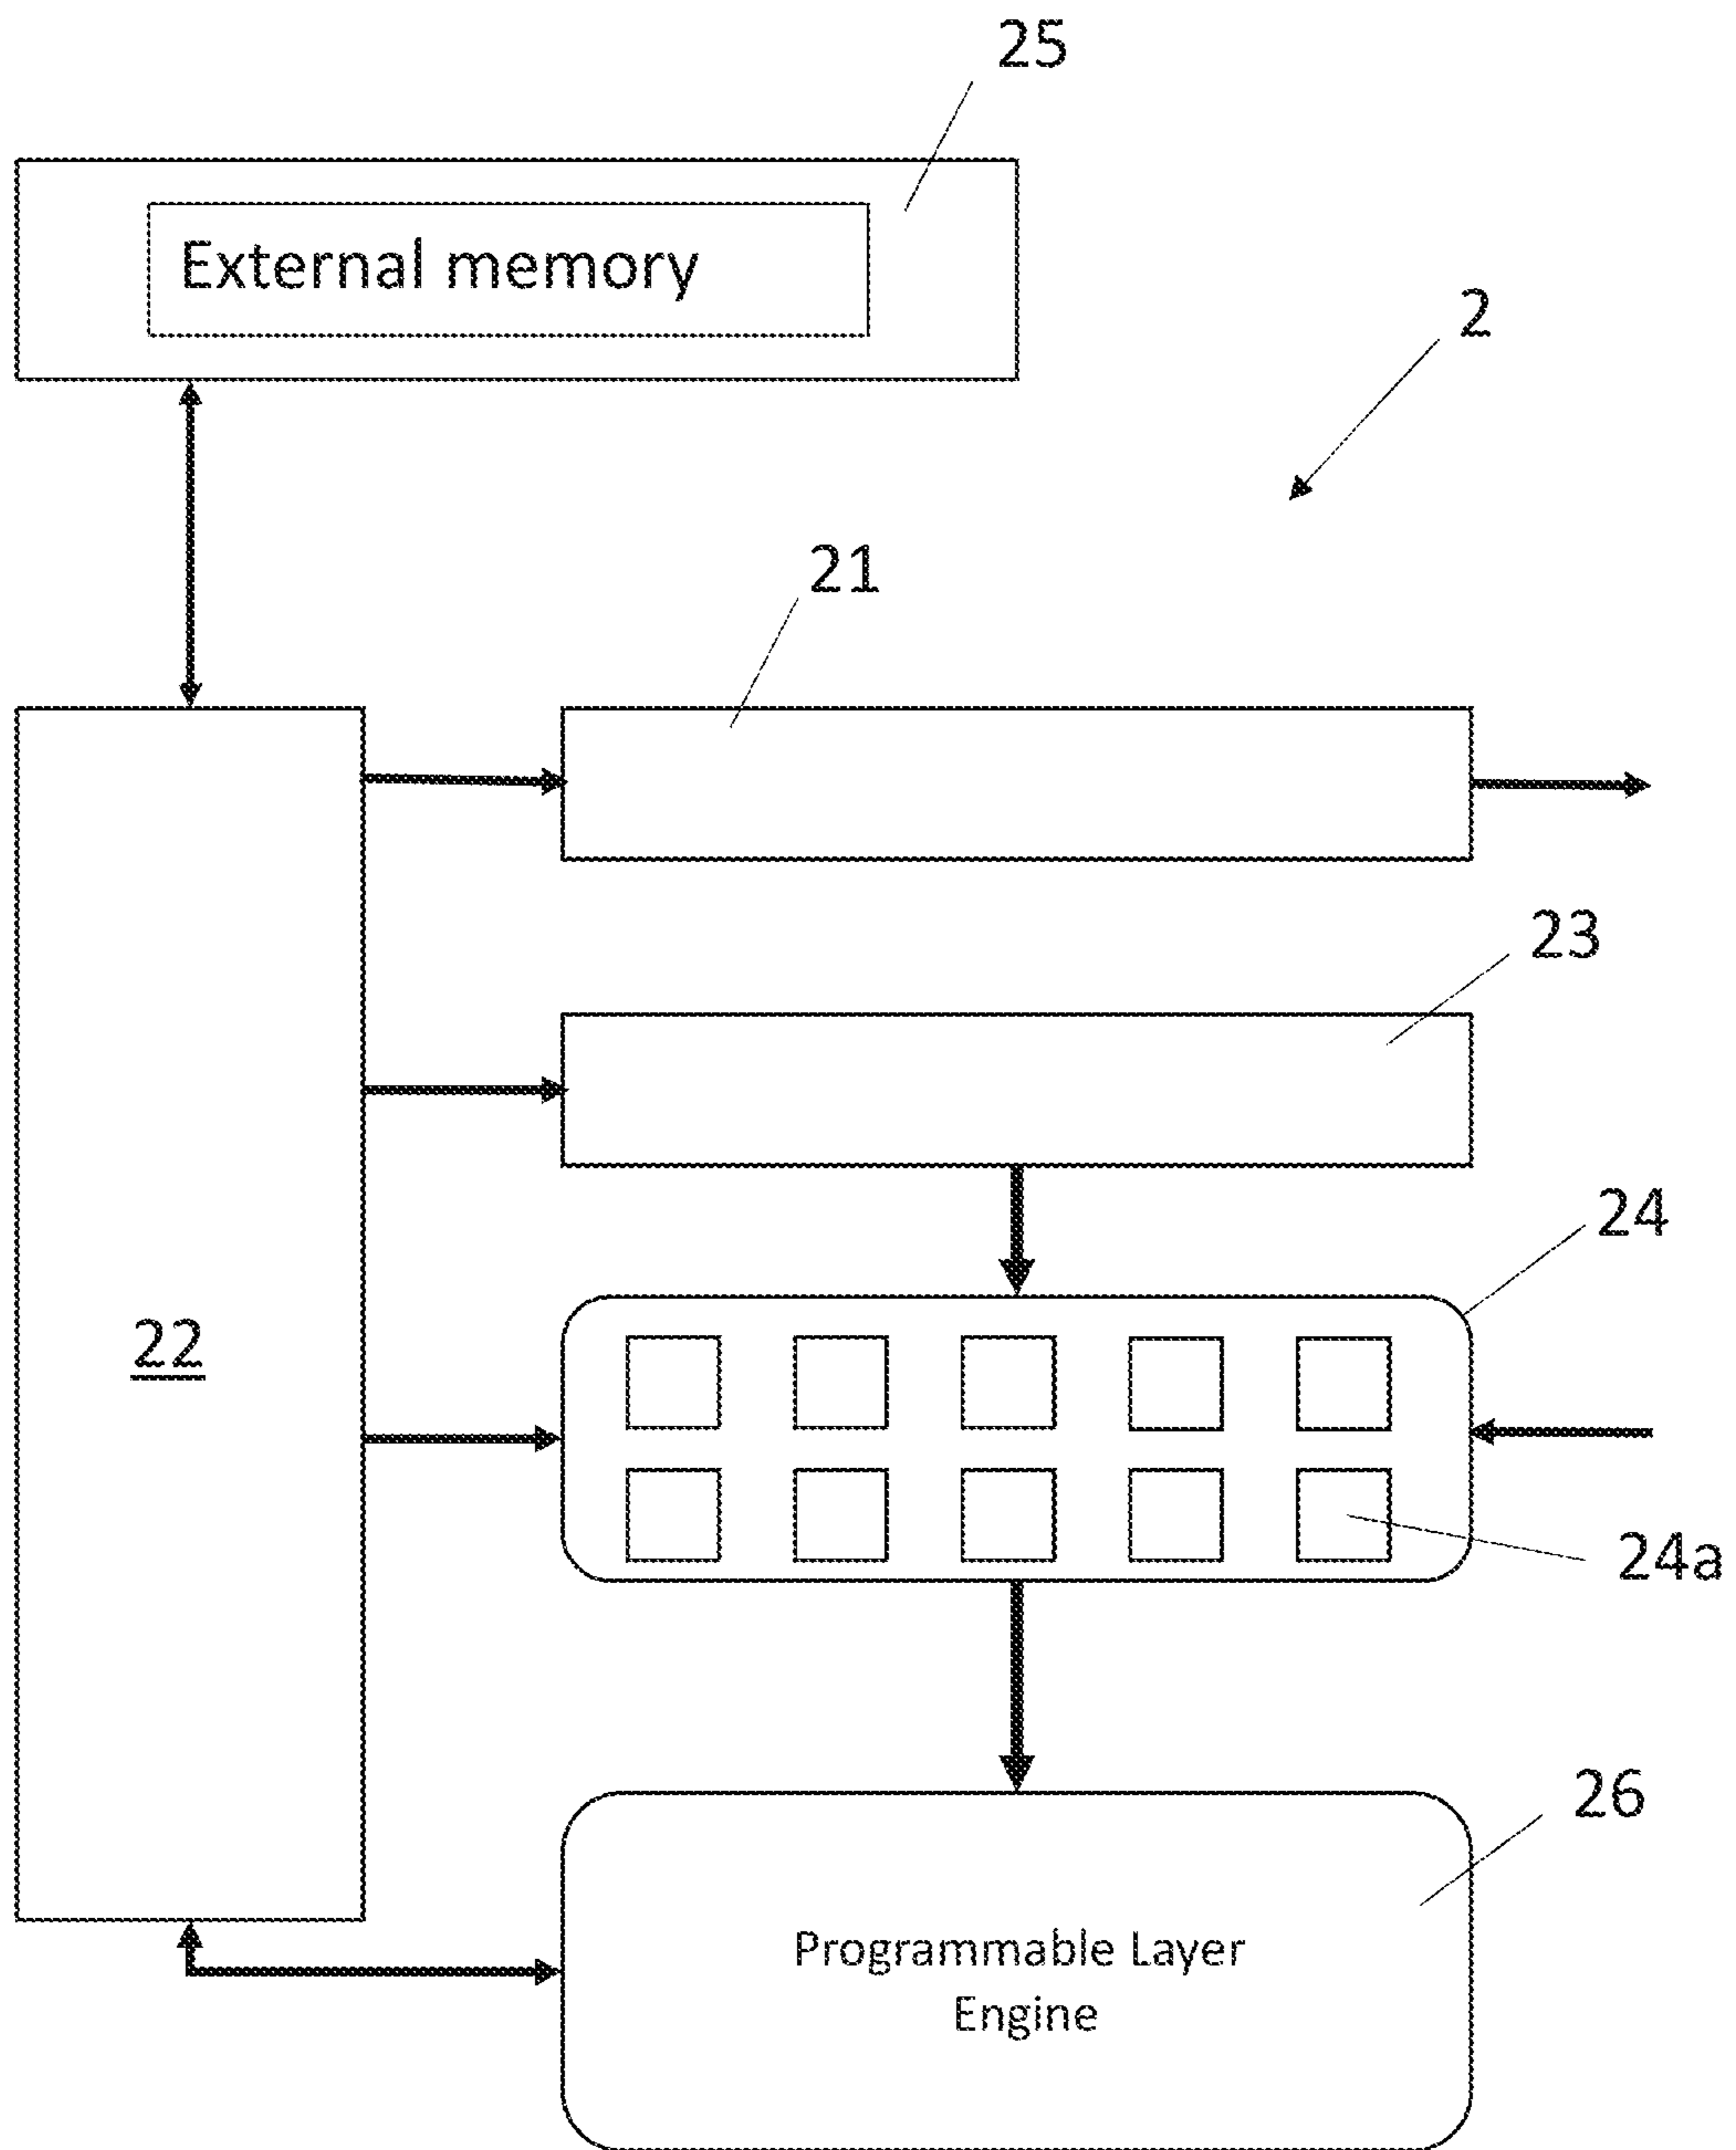 25
External memory
2
21
23
24
22
24a
26
Programmable Layer
Engine